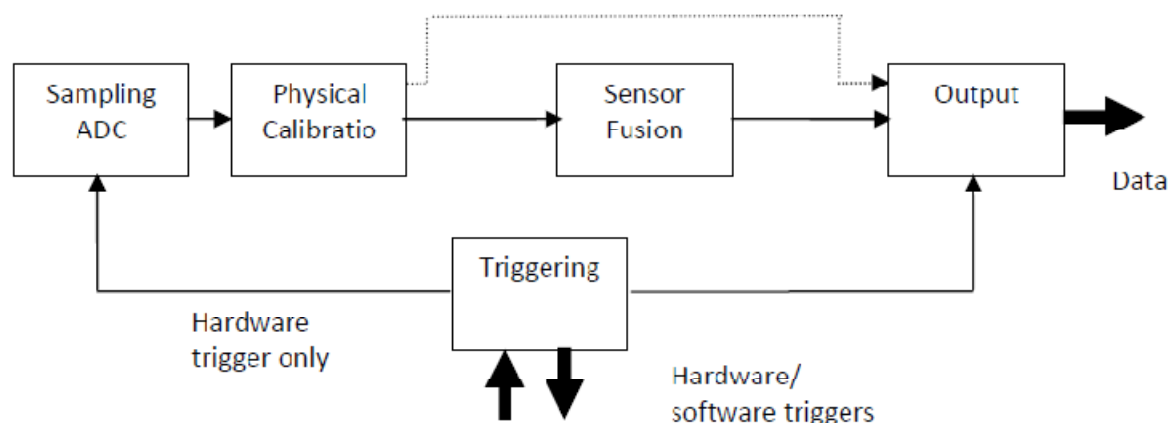 Sampling
ADC
Physical
Calibratio
Sensor
Fusion
Output
Data
Triggering
Hardware
trigger only
Hardware/
software triggers